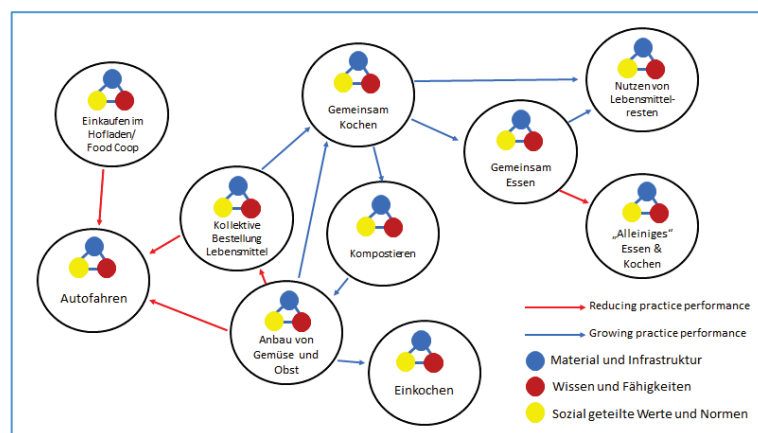 Einkaufen im
Hofladen/
Food Coop
Gemeinsam
Kochen
Nutzen von
Lebensmittel-
resten
Gemeinsam
Essen
Kollektive
Bestellung
Lebensmittel
Kompostieren
„Alleiniges“
Essen &
Kochen
Autofahren
Anbau von
Gemüse und
Obst
Einkochen
Reducing practice performance
Growing practice performance
Material und Infrastruktur
Wissen und Fähigkeiten
Sozial geteilte Werte und Normen